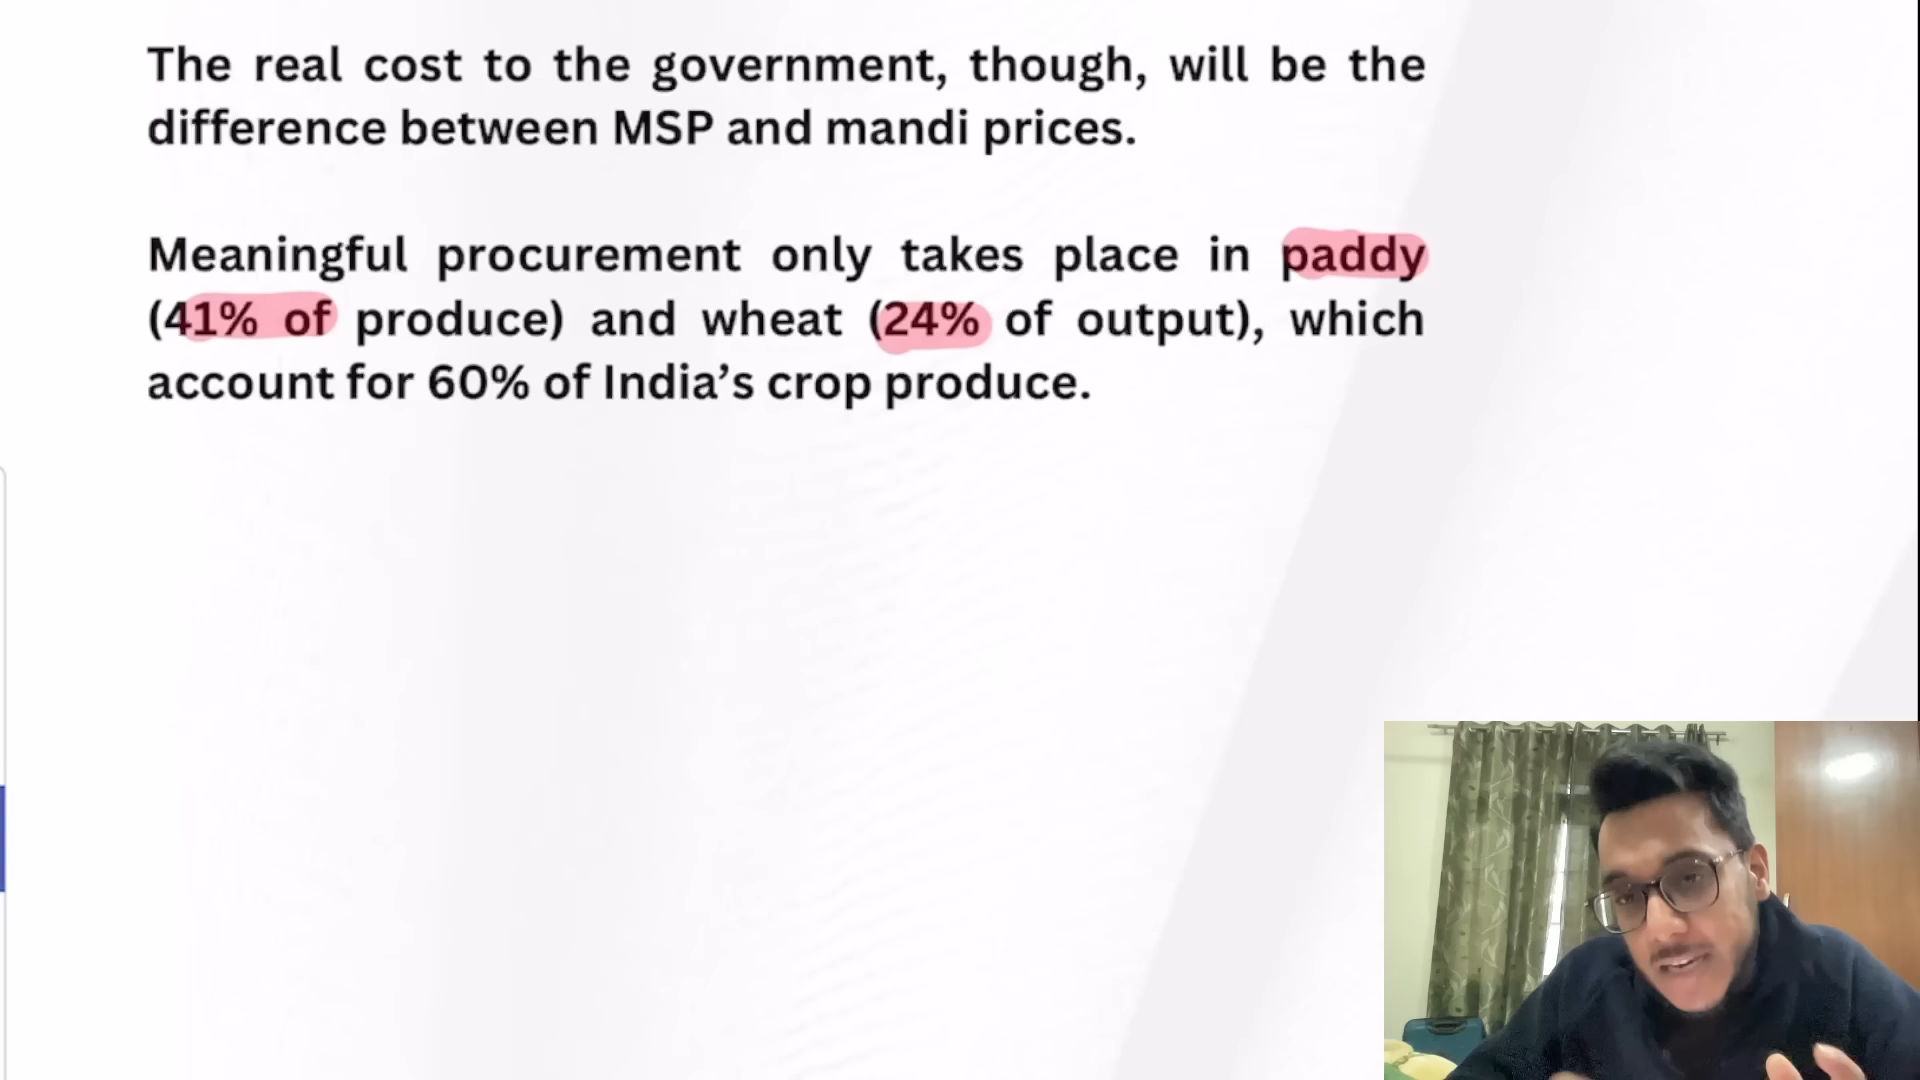 The real cost to the government, though, will be the
difference between MSP and mandi prices.
Meaningful procurement only takes place in paddy
(41% of produce) and wheat (24% of output), which
account for 60% of India’s crop produce.